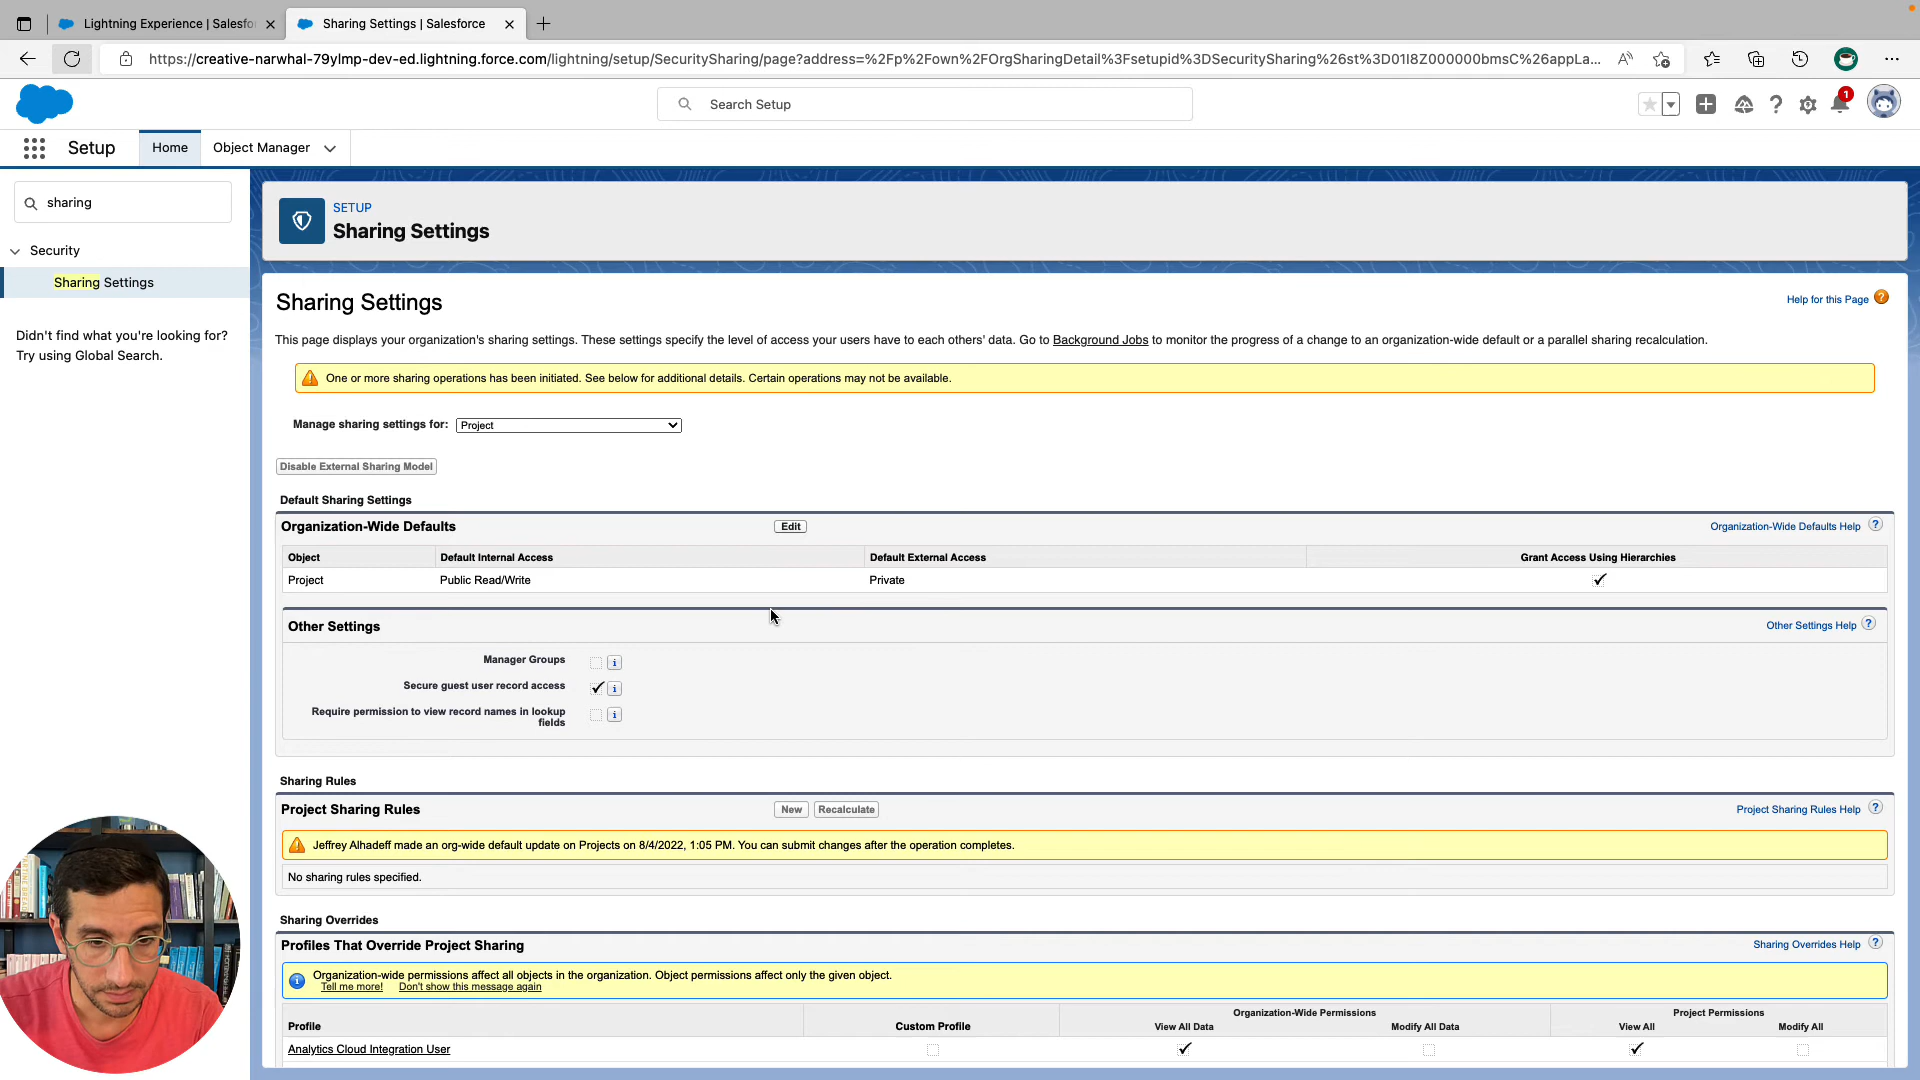 Lightning Experience | Salesfo
Sharing Settings | Salesforce
https://creative-narwhal-79ylmp-dev-ed.lightning.force.com/lightning/setup/SecuritySharing/page?address=%2Fp%2Fown%2FOrgSharingDetail%3Fsetupid%3DSecuritySharing%26st%3D01I8Z000000bmsC%26appLa...
Search Setup
1
Setup
Home
Object Manager
sharing
Security
Sharing Settings
Didn't find what you're looking for?
Try using Global Search.
SETUP
Sharing Settings
Sharing Settings
Help for this Page
This page displays your organization's sharing settings. These settings specify the level of access your users have to each others' data. Go to Background Jobs to monitor the progress of a change to an organization-wide default or a parallel sharing recalculation.
One or more sharing operations has been initiated. See below for additional details. Certain operations may not be available.
Manage sharing settings for: Project
Disable External Sharing Model
Default Sharing Settings
Organization-Wide Defaults Edit Organization-Wide Defaults Help ?
Object Default Internal Access Default External Access Grant Access Using Hierarchies
Project Public Read/Write Private
Other Settings Other Settings Help ?
Manager Groups
Secure guest user record access
Require permission to view record names in lookup
fields
Sharing Rules
Project Sharing Rules New Recalculate Project Sharing Rules Help ?
Jeffrey Alhadeff made an org-wide default update on Projects on 8/4/2022, 1:05 PM. You can submit changes after the operation completes.
No sharing rules specified.
Sharing Overrides
Profiles That Override Project Sharing Sharing Overrides Help ?
Organization-wide permissions affect all objects in the organization. Object permissions affect only the given object.
Tell me more! Don't show this message again
Organization-Wide Permissions Project Permissions
Profile Custom Profile View All Data Modify All Data View All Modify All
Analytics Cloud Integration User